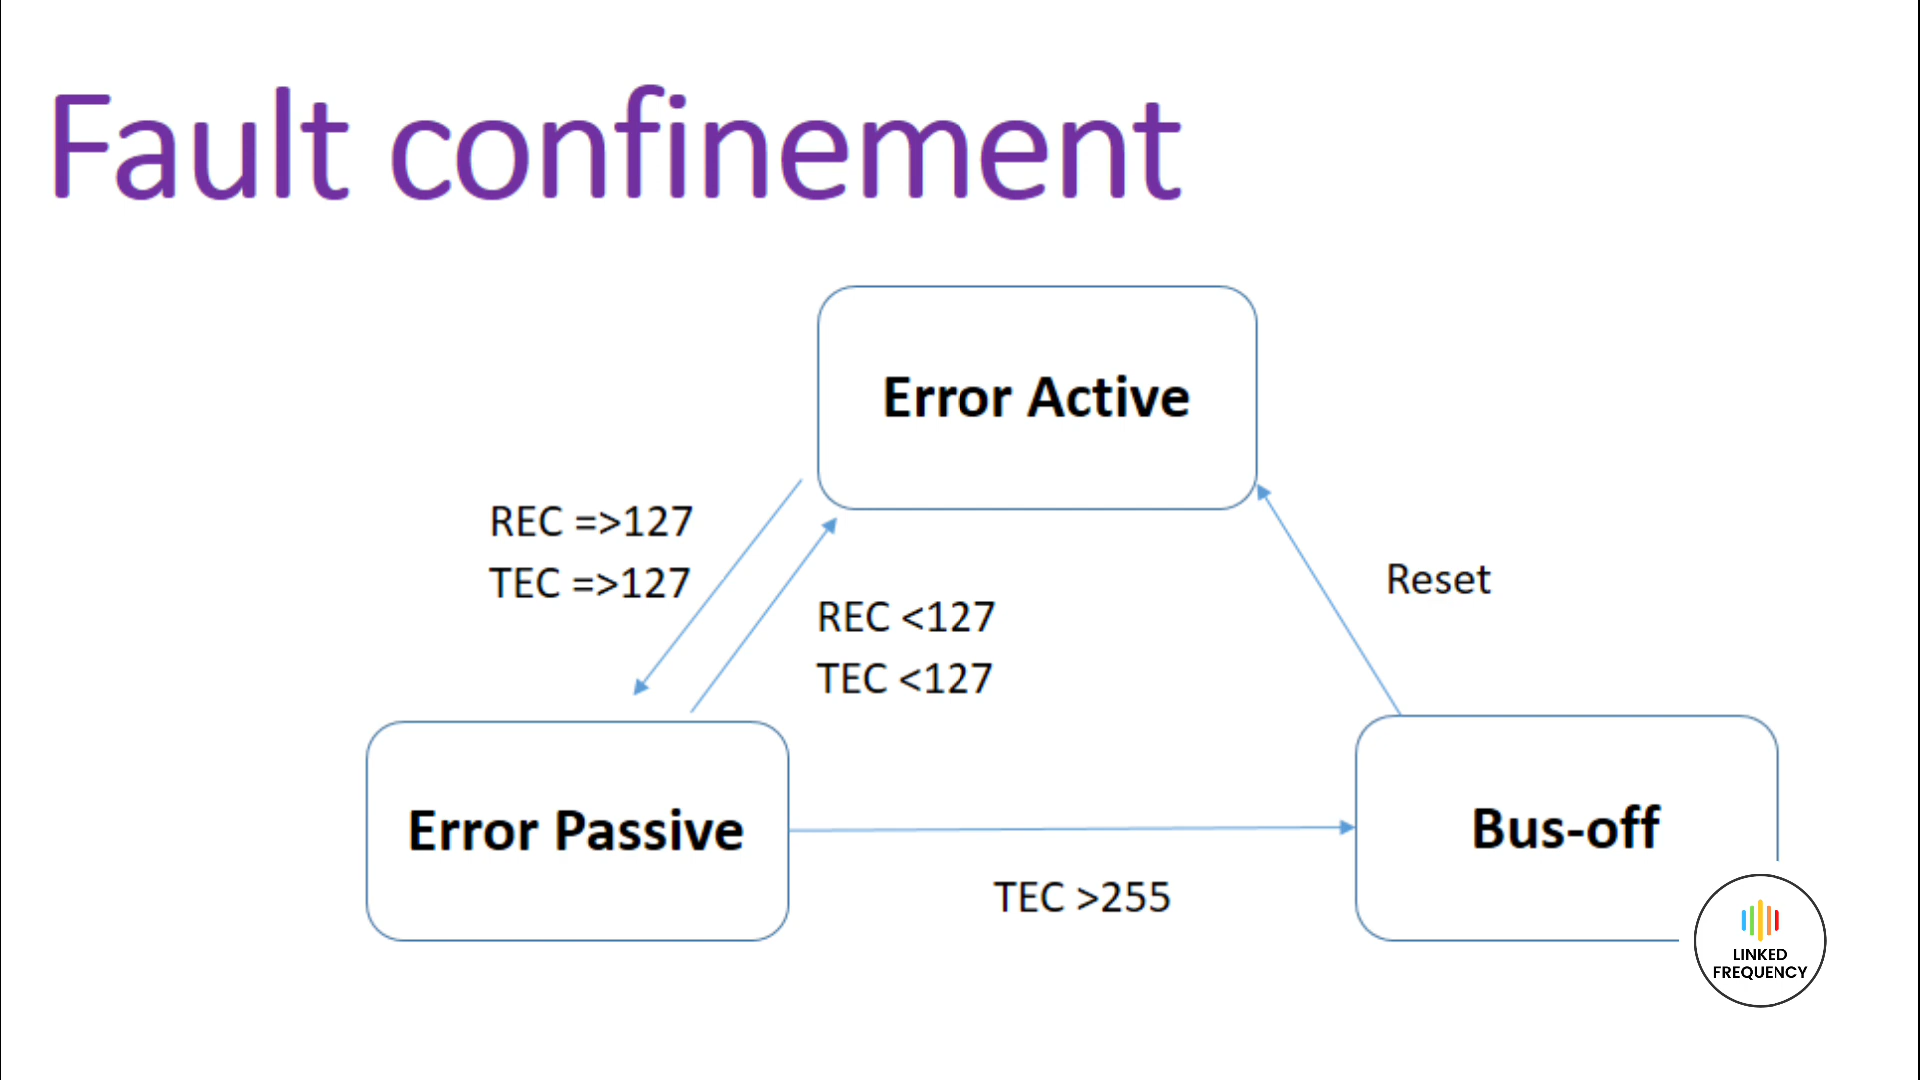 Fault confinement
Error Active
REC =>127
TEC =>127
REC <127
TEC <127
Reset
Error Passive
Bus-off
TEC >255
LINKED
FREQUENCY